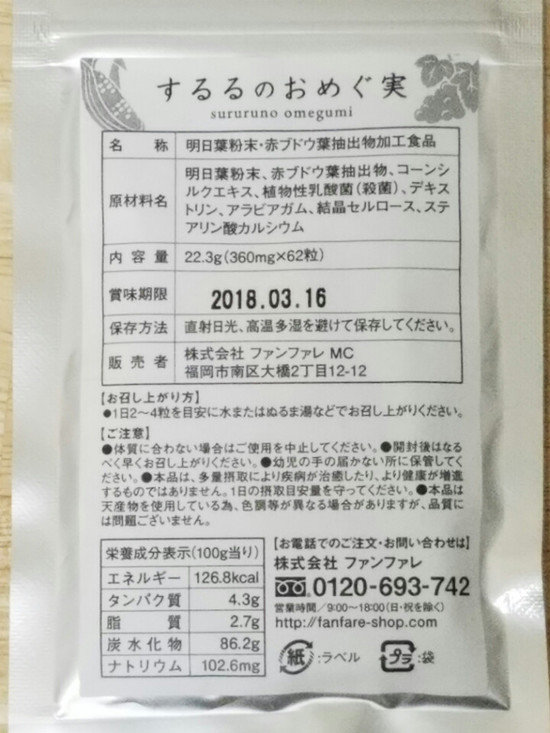 するるのおめぐ実
sururuno omegumi
名称 明日葉粉末・赤ブドウ葉抽出物加工食品
原材料名 明日葉粉末、赤ブドウ葉抽出物、コーンシ
ルクエキス、植物性乳酸菌(殺菌)、デキス
トリン、アラビアガム、結晶セルロース、ステ
アリン酸カルシウム
内容量 22.3g(360mg×62粒)
賞味期限 2018.03.16
保存方法 直射日光、高温多湿を避けて保存してください。
販売者 株式会社 ファンファレ MC
福岡市南区大橋2丁目12-12
【お召し上がり方】
●1日2〜4粒を目安に水またはぬるま湯などでお召し上がりください。
【ご注意】
●体質に合わない場合はご使用を中止してください。●開封後はなる
べく早くお召し上がりください。●幼児の手の届かない所に保管してく
ださい。●本品は、多量摂取により疾病が治癒したり、より健康が増進
するものではありません。1日の摂取目安量を守ってください。●本品は
天産物を使用している為、色調等が異なる場合がありますが、品質に
は問題ございません。
栄養成分表示(100g当り)
エネルギー 126.8kcal
タンパク質 4.3g
脂質 2.7g
炭水化物 86.2g
ナトリウム 102.6mg
【お電話でのご注文・お問い合わせは】
株式会社 ファンファレ
0120-693-742
営業時間/9:00〜18:00(日・祝を除く)
http://fanfare-shop.com
紙:ラベル プラ:袋